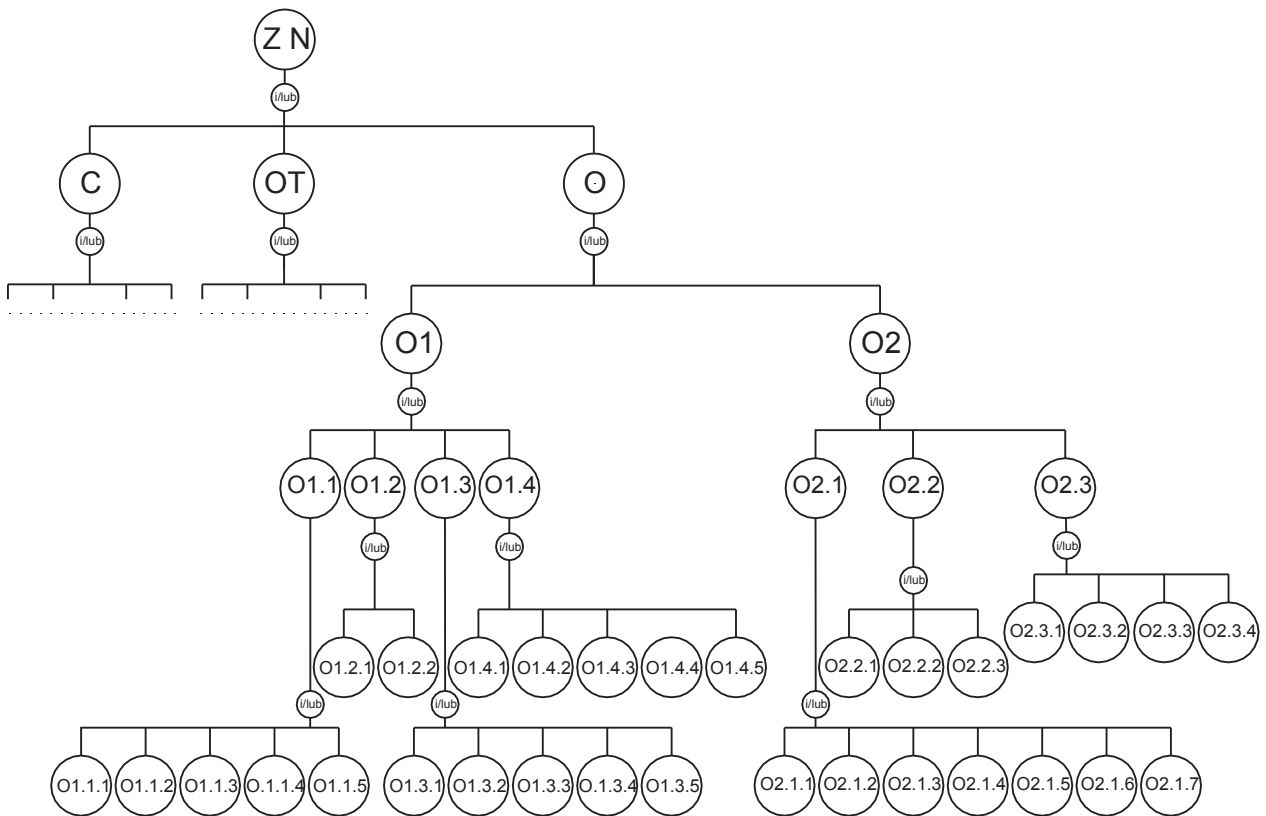 Z N
i/lub
C OT O
i/lub i/lub i/lub
O1 O2
i/lub i/lub
O1.1 O1.2 O1.3 O1.4 O2.1 O2.2 O2.3
i/lub i/lub i/lub
i/lub
O2.3.1 O2.3.2 O2.3.3 O2.3.4
O1.2.1 O1.2.2 O1.4.1 O1.4.2 O1.4.3 O1.4.4 O1.4.5 O2.2.1 O2.2.2 O2.2.3
i/lub i/lub i/lub
O1.1.1 O1.1.2 O1.1.3 O.1.1.4 O1.1.5 O1.3.1 O1.3.2 O1.3.3 O.1.3.4 O1.3.5 O2.1.1 O2.1.2 O2.1.3 O2.1.4 O2.1.5 O2.1.6 O2.1.7